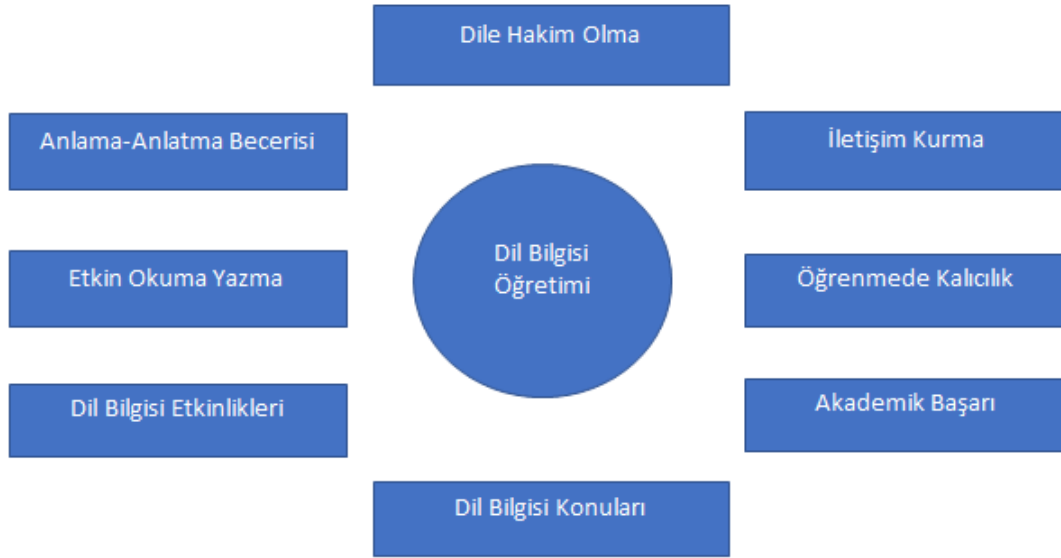 Dile Hakim Olma
Anlama-Anlatma Becerisi
İletişim Kurma
Dil Bilgisi
Öğretimi
Etkin Okuma Yazma
Öğrenmede Kalıcılık
Dil Bilgisi Etkinlikleri
Akademik Başarı
Dil Bilgisi Konuları